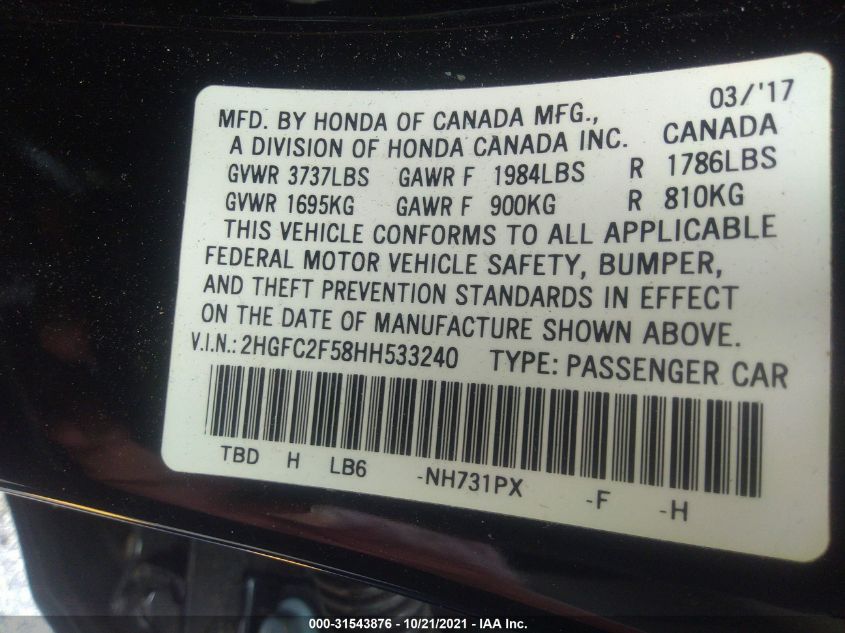 03/'17
MFD. BY HONDA OF CANADA MFG., CANADA
A DIVISION OF HONDA CANADA INC.
GVWR 3737LBS GAWR F 1984LBS R 1786LBS
GVWR 1695KG GAWR F 900KG R 810KG
THIS VEHICLE CONFORMS TO ALL APPLICABLE
FEDERAL MOTOR VEHICLE SAFETY, BUMPER,
AND THEFT PREVENTION STANDARDS IN EFFECT
ON THE DATE OF MANUFACTURE SHOWN ABOVE.
V.I.N.: 2HGFC2F58HH533240 TYPE: PASSENGER CAR
TBD H LB6 -NH731PX -F -H
000-31543876 - 10/21/2021 - IAA Inc.